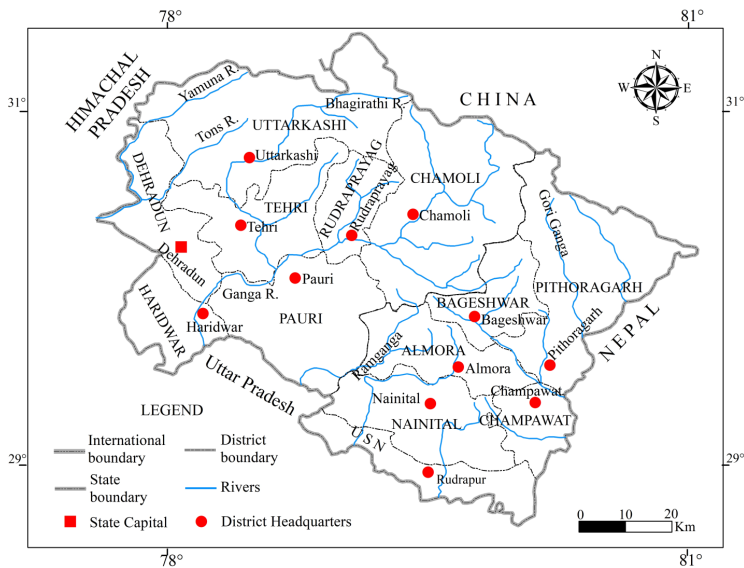 78°
81°
HIMACHAL
PRADESH
Yamuna R.
Bhagirathi R.
CHINA
N
W
E
S
31°
31°
Tons R.
UTTARKASHI
Uttarkashi
DEHRADUN
RUDRAPRAYAG
Rudraprayag
CHAMOLI
Chamoli
TEHRI
Tehri
Gori Ganga
Dehradun
Pauri
Ganga R.
PITHORAGARH
HARIDWAR
Haridwar
PAURI
BAGESHWAR
Bageshwar
NEPAL
Pithoragarh
Ramganga
ALMORA
Almora
Uttar Pradesh
Nainital
NAINITAL
Champawat
CHAMPAWAT
USN
Rudrapur
LEGEND
International
boundary
District
boundary
State
boundary
Rivers
State Capital
District Headquarters
29°
29°
0 10 20
Km
78°
81°